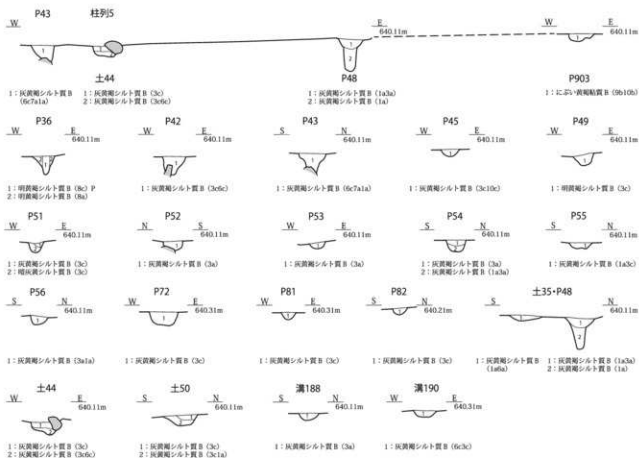 P43 柱列5
W E 640.11m W E 640.11m
土44 P48 P903
1：灰黄褐シルト質B（6c7a1a）
1：灰黄褐シルト質B（3c）
2：灰黄褐シルト質B（3c6c）
1：灰黄褐シルト質B（1a3a）
2：灰黄褐シルト質B（1a）
1：にぶい黄褐粘質B（9b10b）
P36 P42 P43 P45 P49
W E 640.11m W E 640.11m S N 640.11m W E 640.11m W E 640.11m
1：明黄褐シルト質B（8c）P
2：明黄褐シルト質B（8a）
1：灰黄褐シルト質B（3c6c）
1：灰黄褐シルト質B（6c7a1a）
1：灰黄褐シルト質B（3c10c）
1：明黄褐シルト質B（3c）
P51 P52 P53 P54 P55
W E 640.11m N S 640.11m W E 640.11m S N 640.11m S N 640.11m
1：灰黄褐シルト質B（3c）
2：暗灰黄シルト質B（3c）
1：灰黄褐シルト質B（3a）
1：灰黄褐シルト質B（3a）
1：灰黄褐シルト質B（3a）
2：灰黄褐シルト質B（1a3a）
1：灰黄褐シルト質B（1a3c）
P56 P72 P81 P82 土35・P48
S N 640.11m W E 640.31m W E 640.31m S N 640.21m S N 640.11m
1：灰黄褐シルト質B（3a1a）
1：灰黄褐シルト質B（3c）
1：灰黄褐シルト質B（3c）
1：灰黄褐シルト質B（3c）
1：灰黄褐シルト質B（1a6a）
1：灰黄褐シルト質B（1a3a）
2：灰黄褐シルト質B（1a）
土44 土50 溝188 溝190
W E 640.11m S N 640.11m S N 640.11m W E 640.31m
1：灰黄褐シルト質B（3c）
2：灰黄褐シルト質B（3c6c）
1：灰黄褐シルト質B（3c）
2：灰黄褐シルト質B（3c1a）
1：灰黄褐シルト質B（3a）
1：灰黄褐シルト質B（6c3c）